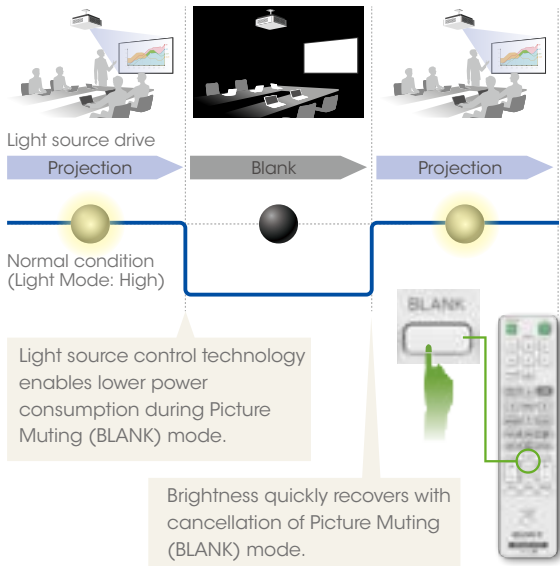 Light source drive
Projection
Blank
Projection
Normal condition
(Light Mode: High)
BLANK
Light source control technology
enables lower power
consumption during Picture
Muting (BLANK) mode.
Brightness quickly recovers with
cancellation of Picture Muting
(BLANK) mode.